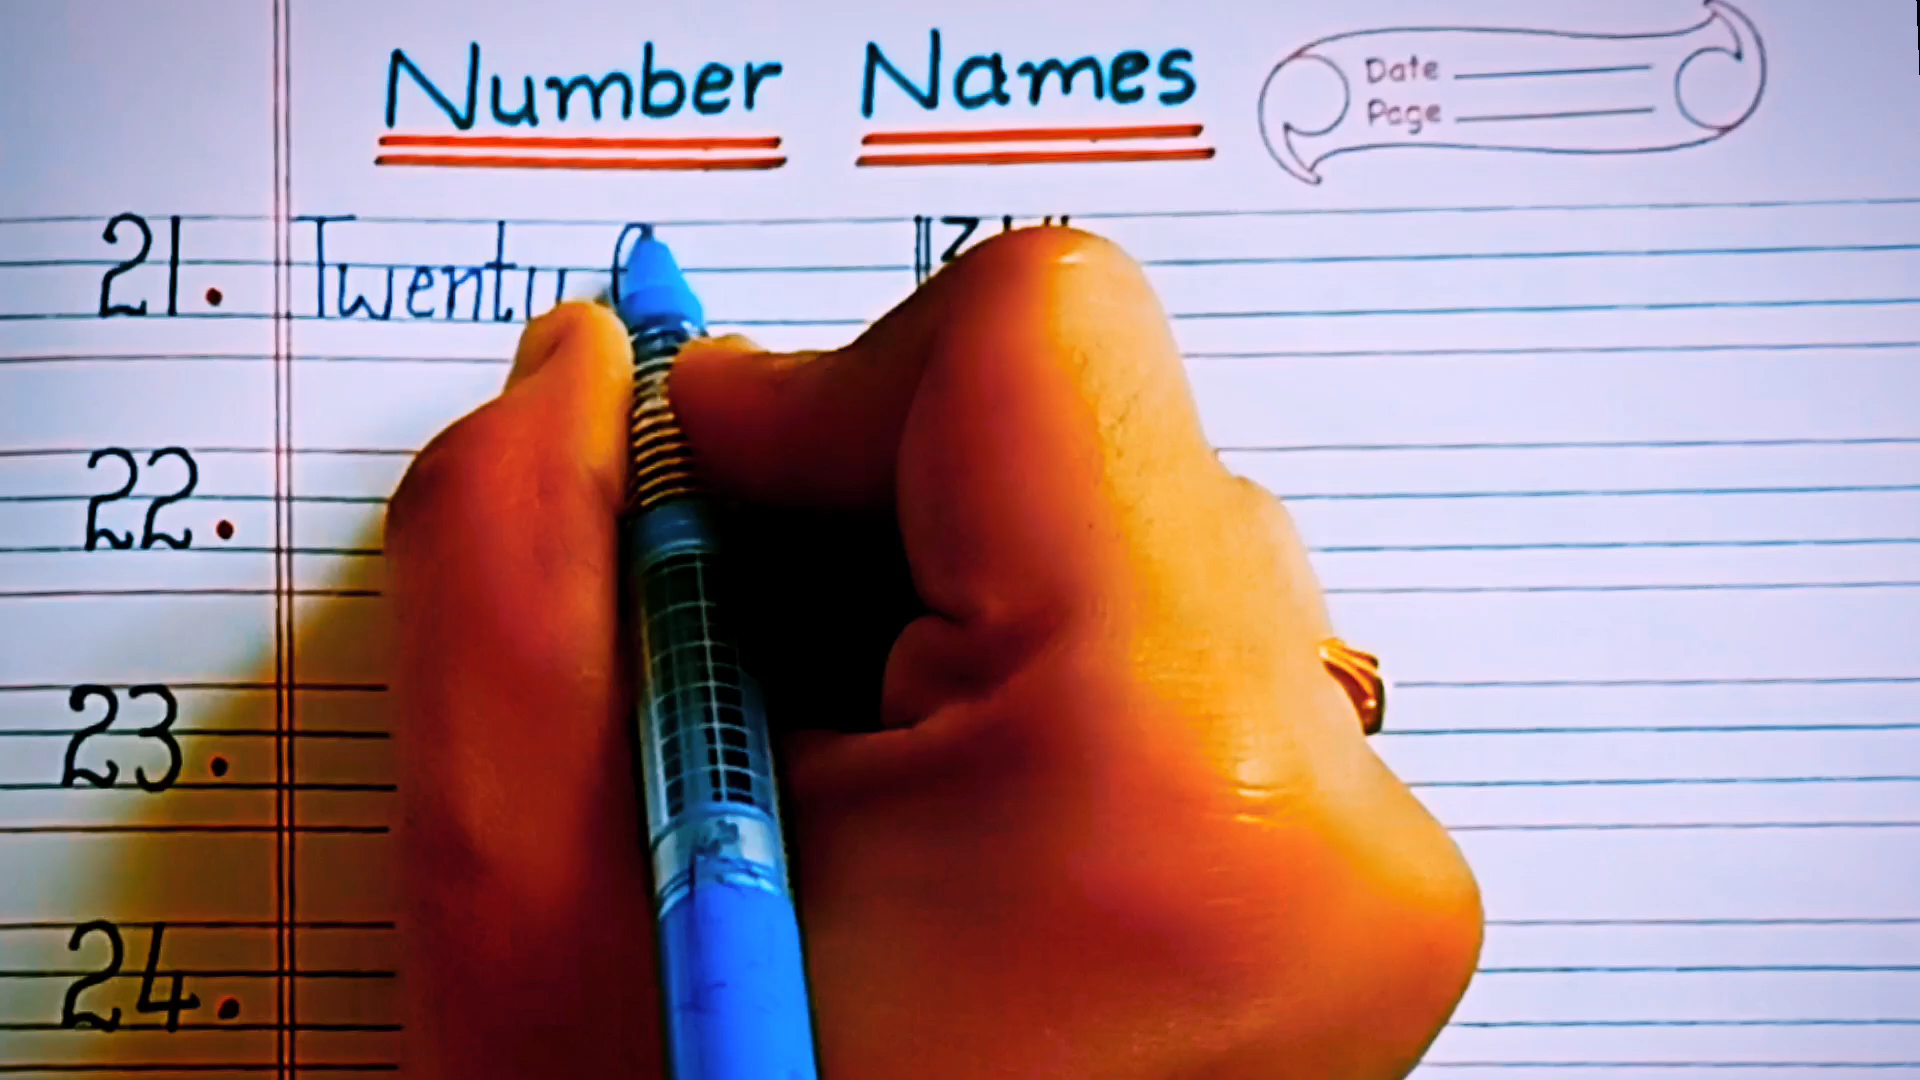 Number Names
Date
Page
21. Twenty
22.
23.
24.